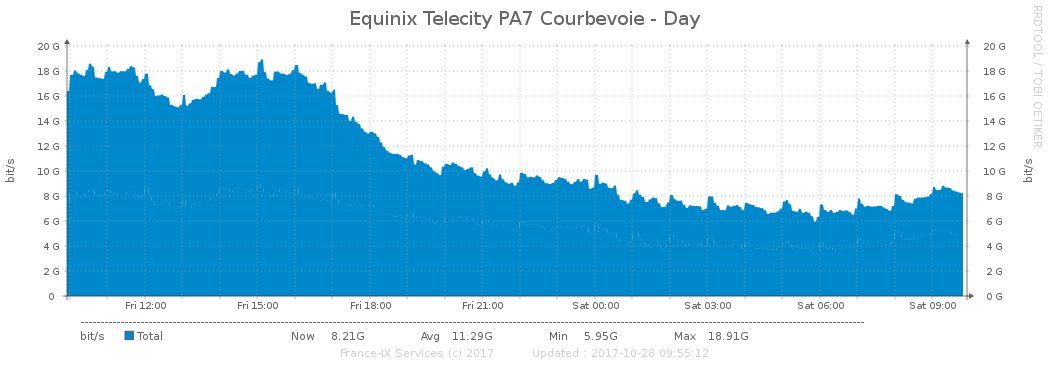 Equinix Telecity PA7 Courbevoie - Day
RRDTOOL / TOBI OETIKER
20 G 20 G
18 G 18 G
16 G 16 G
14 G 14 G
12 G 12 G
10 G 10 G
8 G 8 G
6 G 6 G
4 G 4 G
2 G 2 G
0 0 G
bit/s bit/s
Fri 12:00 Fri 15:00 Fri 18:00 Fri 21:00 Sat 00:00 Sat 03:00 Sat 06:00 Sat 09:00
bit/s Total Now 8.21G Avg 11.29G Min 5.95G Max 18.91G
France-IX Services (c) 2017 Updated : 2017-10-28 09:55:12